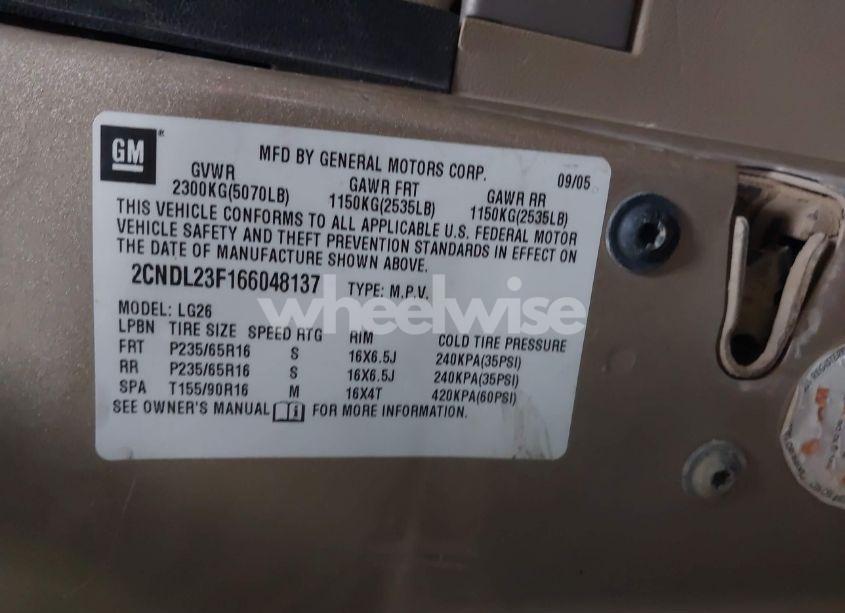 GM
MFD BY GENERAL MOTORS CORP. 09/05
GVWR GAWR FRT GAWR RR
2300KG(5070LB) 1150KG(2535LB) 1150KG(2535LB)
THIS VEHICLE CONFORMS TO ALL APPLICABLE U.S. FEDERAL MOTOR
VEHICLE SAFETY AND THEFT PREVENTION STANDARDS IN EFFECT ON
THE DATE OF MANUFACTURE SHOWN ABOVE.
2CNDL23F166048137 TYPE: M.P.V.
wheelwise
MODEL: LG26
LPBN TIRE SIZE SPEED RTG RIM COLD TIRE PRESSURE
FRT P235/65R16 S 16X6.5J 240KPA(35PSI)
RR P235/65R16 S 16X6.5J 240KPA(35PSI)
SPA T155/90R16 M 16X4T 420KPA(60PSI)
SEE OWNER'S MANUAL FOR MORE INFORMATION.